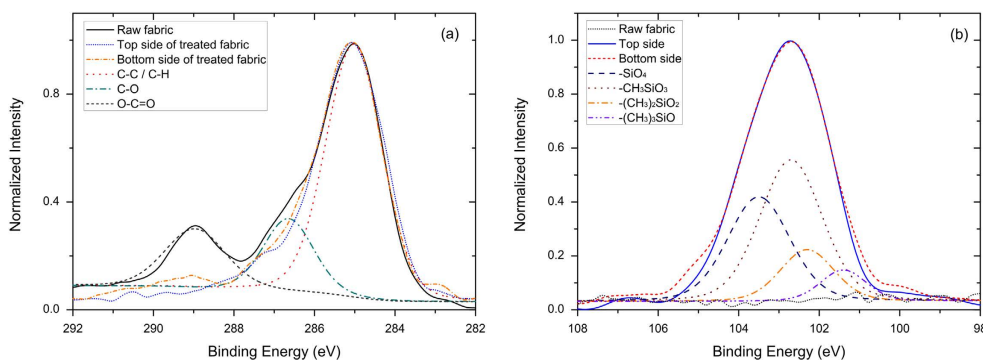 (a)
Raw fabric
Top side of treated fabric
Bottom side of treated fabric
C-C / C-H
C-O
O-C=O
Normalized Intensity
0.8
0.4
0.0
292 290 288 286 284 282
Binding Energy (eV)
(b)
Raw fabric
Top side
Bottom side
-SiO₄
-CH₃SiO₃
-(CH₃)₂SiO₂
-(CH₃)₃SiO
Normalized Intensity
1.0
0.8
0.6
0.4
0.2
0.0
108 106 104 102 100 98
Binding Energy (eV)